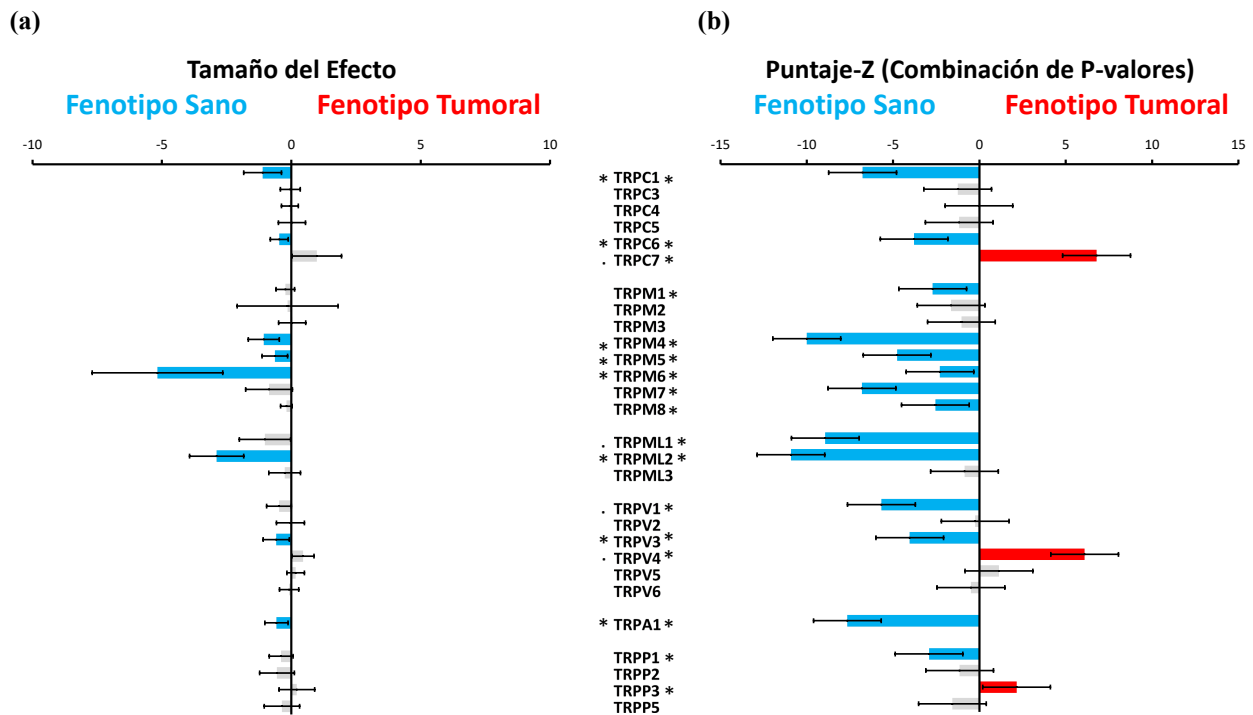 (a)
(b)
Tamaño del Efecto
Puntaje-Z (Combinación de P-valores)
Fenotipo Sano Fenotipo Tumoral
Fenotipo Sano Fenotipo Tumoral
-10 -5 0 5 10
-15 -10 -5 0 5 10 15
* TRPC1 *
TRPC3
TRPC4
TRPC5
* TRPC6 *
. TRPC7 *
TRPM1 *
TRPM2
TRPM3
* TRPM4 *
* TRPM5 *
* TRPM6 *
TRPM7 *
TRPM8 *
. TRPML1 *
* TRPML2 *
TRPML3
. TRPV1 *
TRPV2
* TRPV3 *
. TRPV4 *
TRPV5
TRPV6
* TRPA1 *
TRPP1 *
TRPP2
TRPP3 *
TRPP5